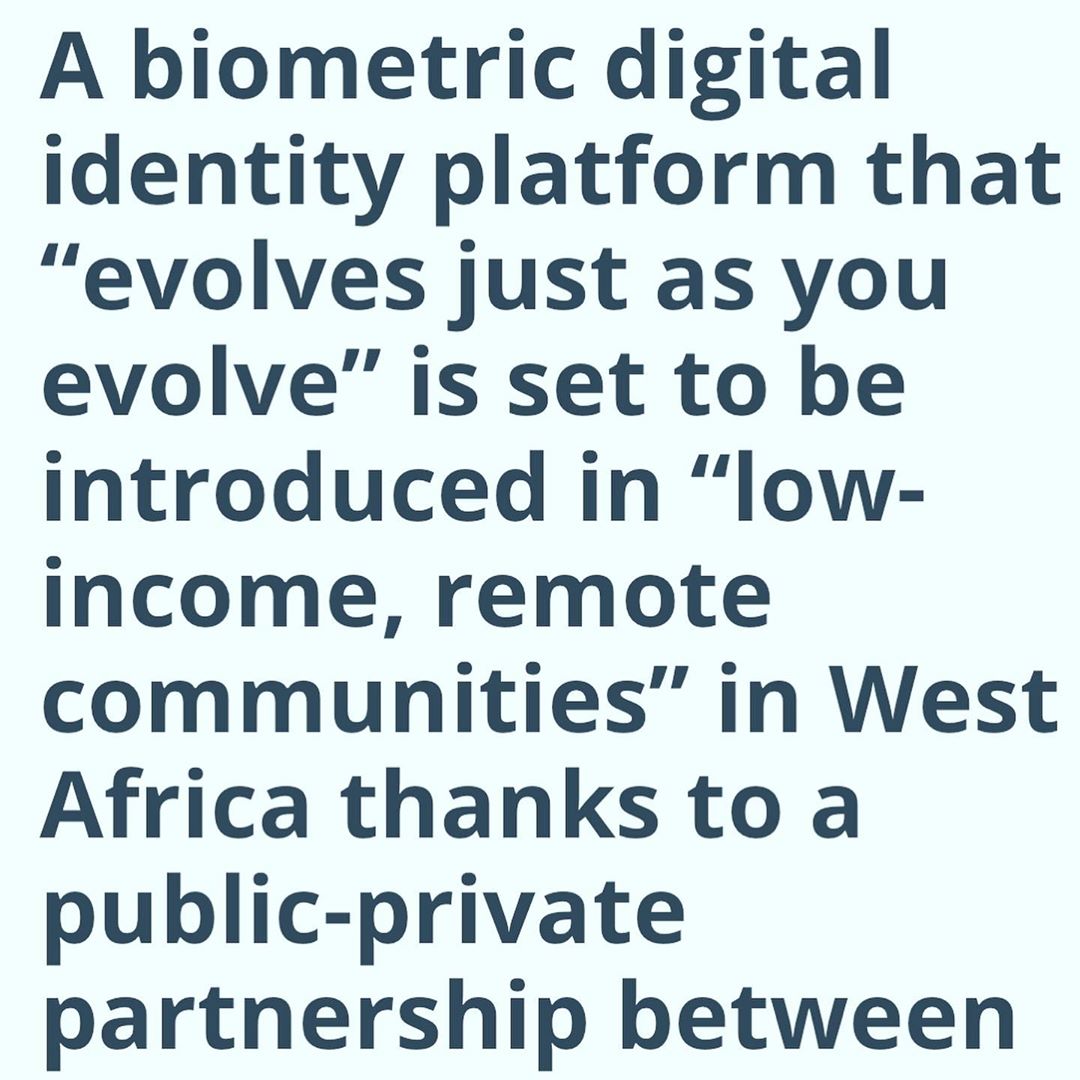 A biometric digital
identity platform that
“evolves just as you
evolve” is set to be
introduced in “low-
income, remote
communities” in West
Africa thanks to a
public-private
partnership between